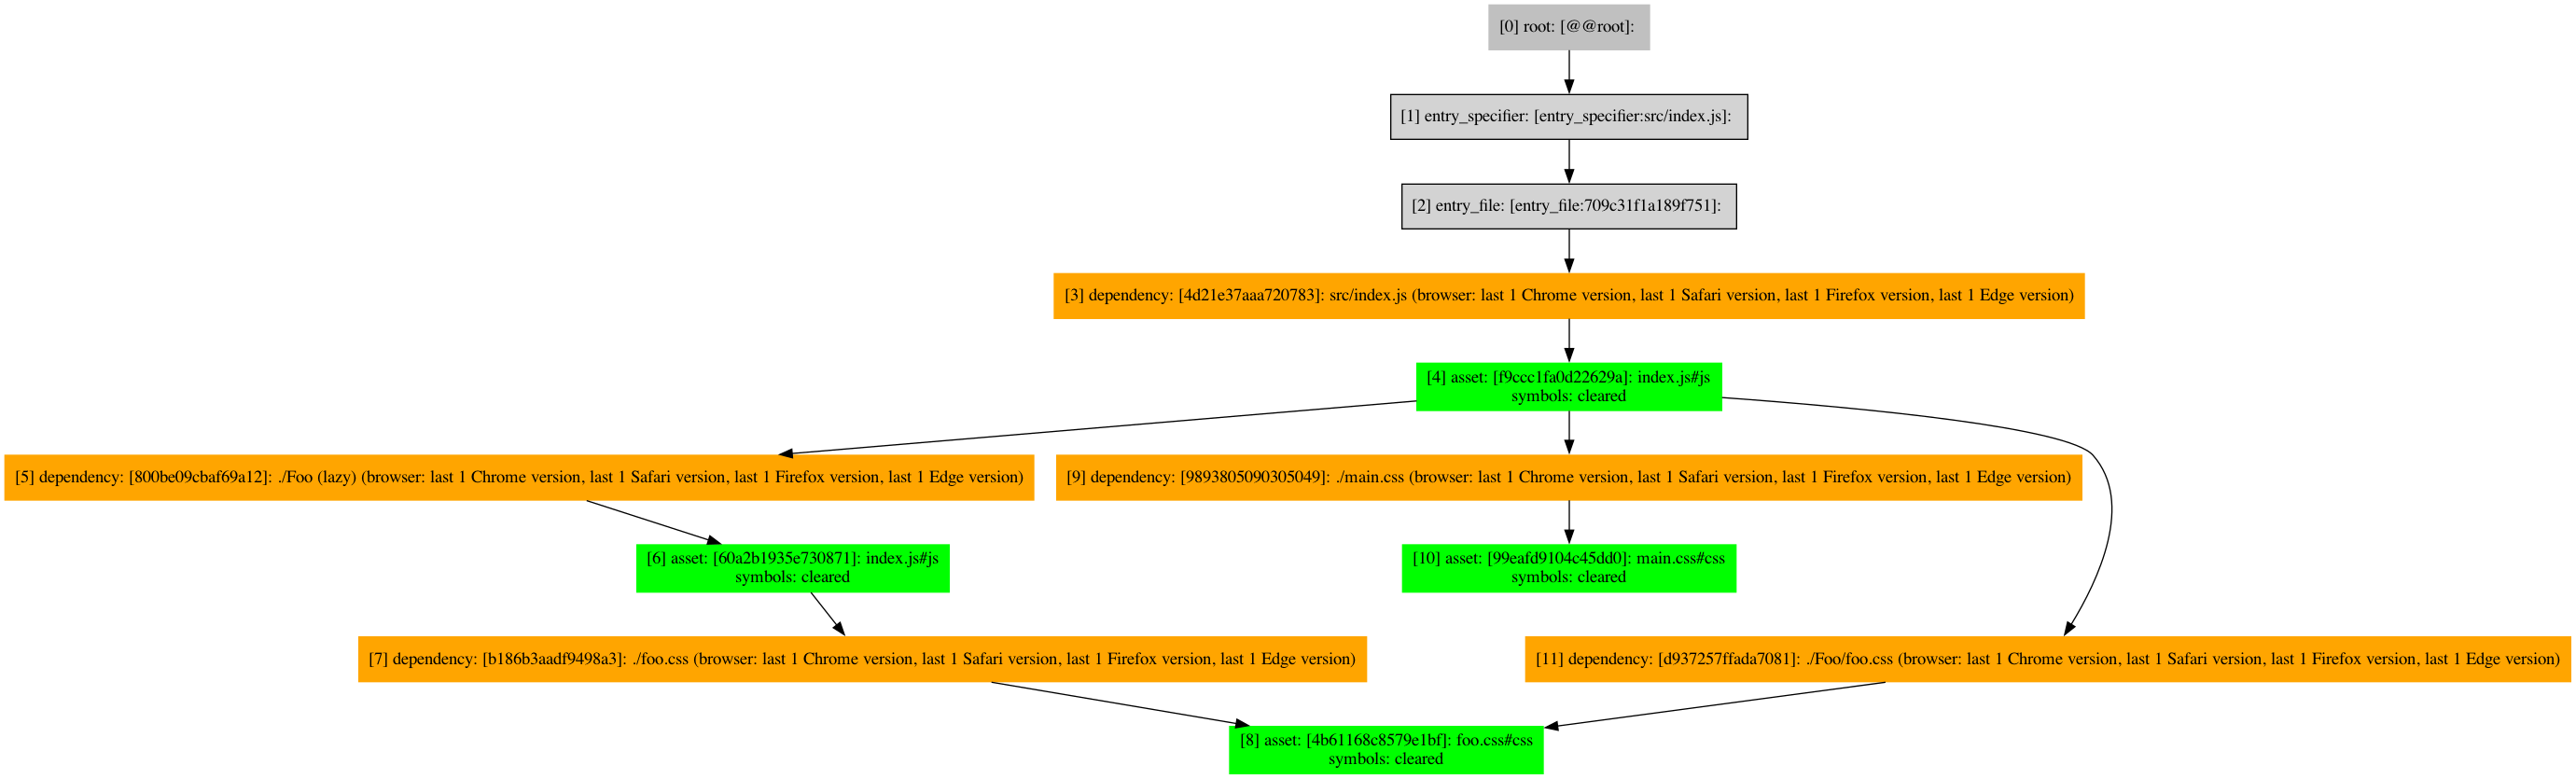 [0] root: [@@root]:
[1] entry_specifier: [entry_specifier:src/index.js]:
[2] entry_file: [entry_file:709c31f1a189f751]:
[3] dependency: [4d21e37aaa720783]: src/index.js (browser: last 1 Chrome version, last 1 Safari version, last 1 Firefox version, last 1 Edge version)
[4] asset: [f9ccc1fa0d22629a]: index.js#js
symbols: cleared
[5] dependency: [800be09cbaf69a12]: ./Foo (lazy) (browser: last 1 Chrome version, last 1 Safari version, last 1 Firefox version, last 1 Edge version)
[9] dependency: [9893805090305049]: ./main.css (browser: last 1 Chrome version, last 1 Safari version, last 1 Firefox version, last 1 Edge version)
[6] asset: [60a2b1935e730871]: index.js#js
symbols: cleared
[10] asset: [99eafd9104c45dd0]: main.css#css
symbols: cleared
[7] dependency: [b186b3aadf9498a3]: ./foo.css (browser: last 1 Chrome version, last 1 Safari version, last 1 Firefox version, last 1 Edge version)
[11] dependency: [d937257ffada7081]: ./Foo/foo.css (browser: last 1 Chrome version, last 1 Safari version, last 1 Firefox version, last 1 Edge version)
[8] asset: [4b61168c8579e1bf]: foo.css#css
symbols: cleared